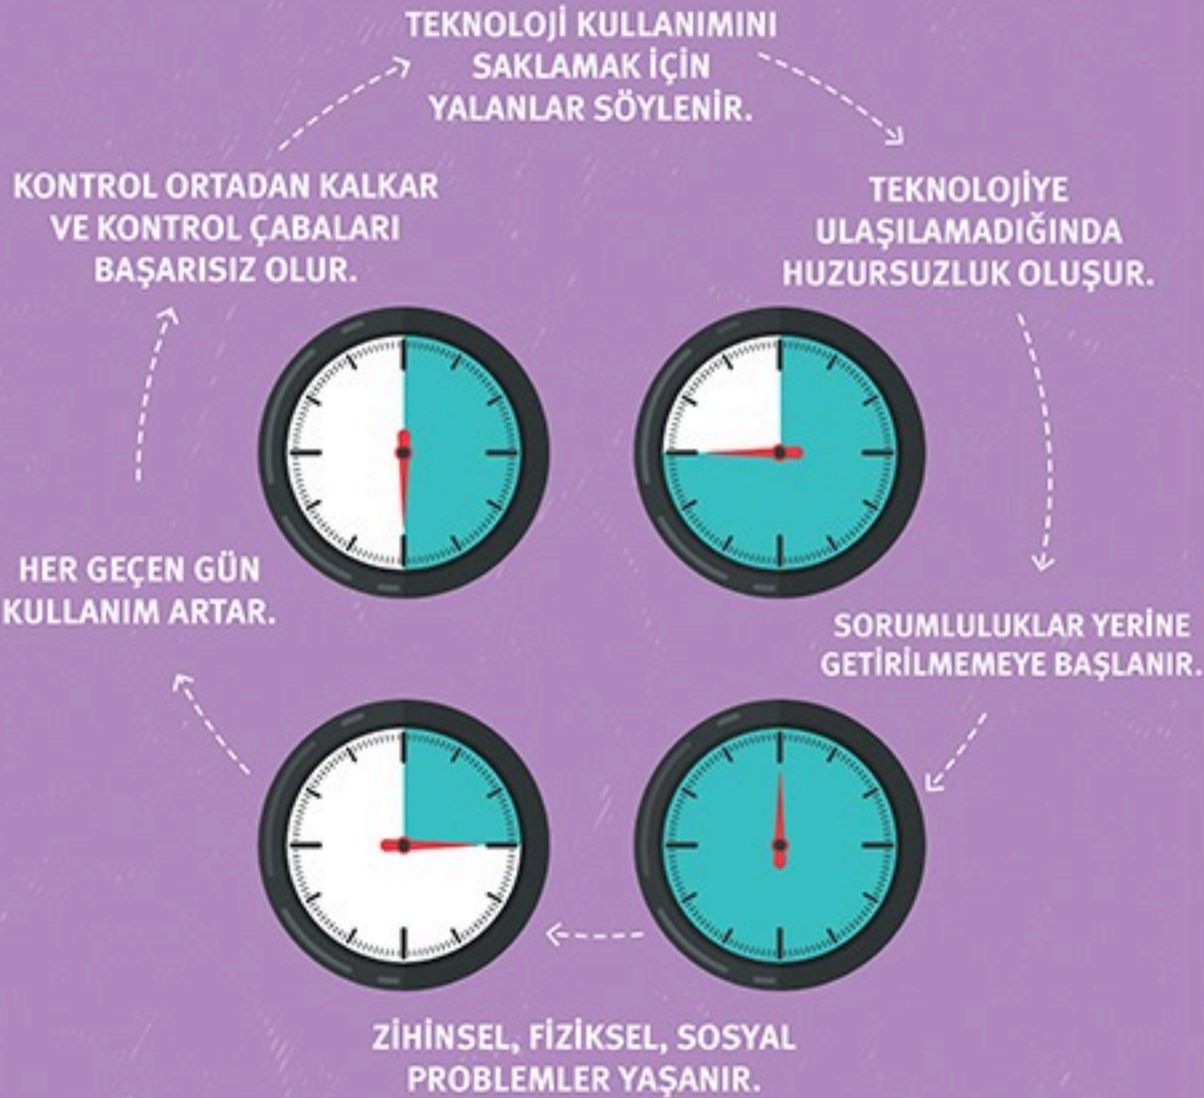 TEKNOLOJİ KULLANIMINI
SAKLAMAK İÇİN
YALANLAR SÖYLENİR.
TEKNOLOJİYE
ULAŞILAMADIĞINDA
HUZURSUZLUK OLUŞUR.
SORUMLULUKLAR YERİNE
GETİRİLMEMEYE BAŞLANIR.
ZİHİNSEL, FİZİKSEL, SOSYAL
PROBLEMLER YAŞANIR.
HER GEÇEN GÜN
KULLANIM ARTAR.
KONTROL ORTADAN KALKAR
VE KONTROL ÇABALARI
BAŞARISIZ OLUR.